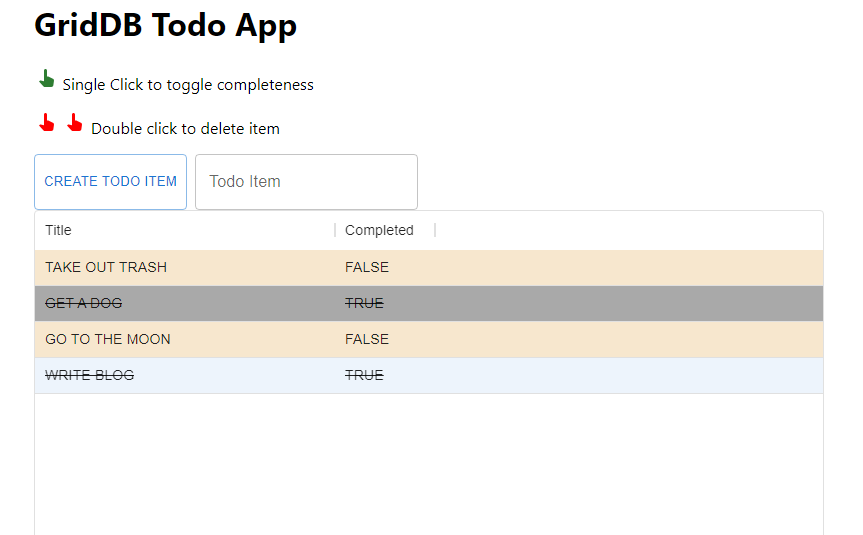 GridDB Todo App
Single Click to toggle completeness
Double click to delete item
CREATE TODO ITEM Todo Item
Title Completed
TAKE OUT TRASH FALSE
GET A DOG TRUE
GO TO THE MOON FALSE
WRITE BLOG TRUE